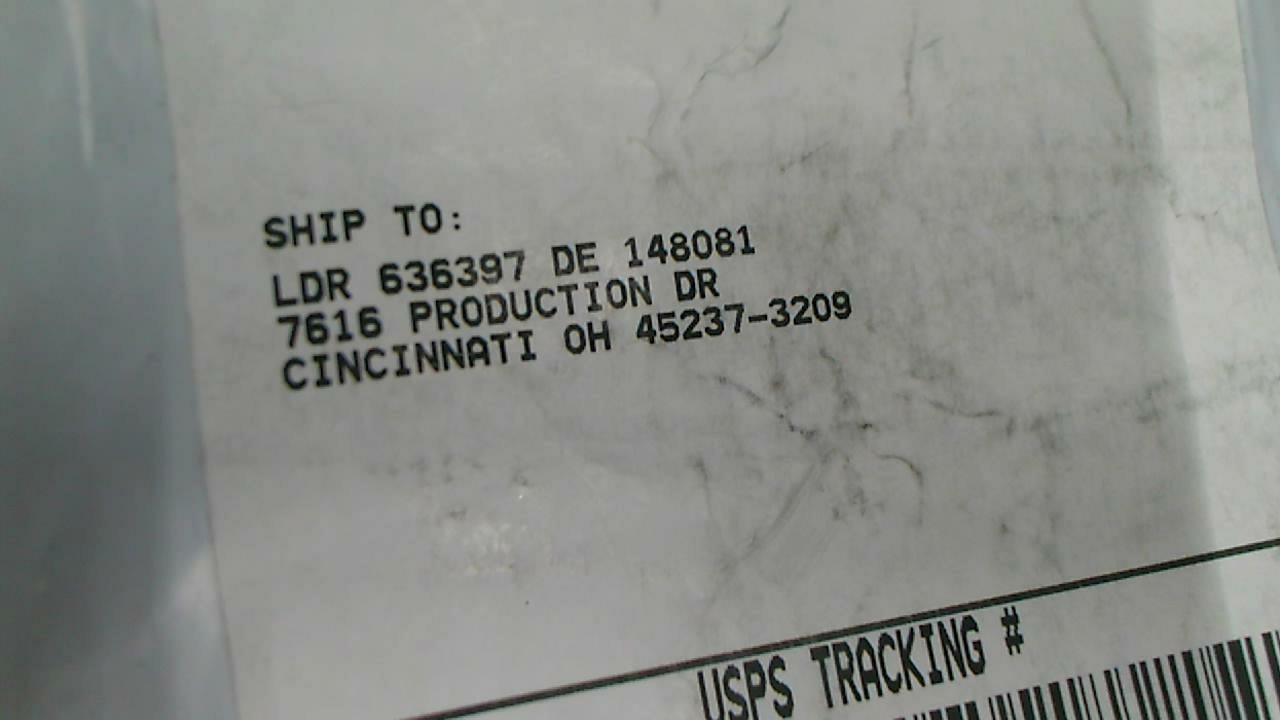 SHIP TO:
LDR 636397 DE 148081
7616 PRODUCTION DR
CINCINNATI OH 45237-3209
USPS TRACKING #